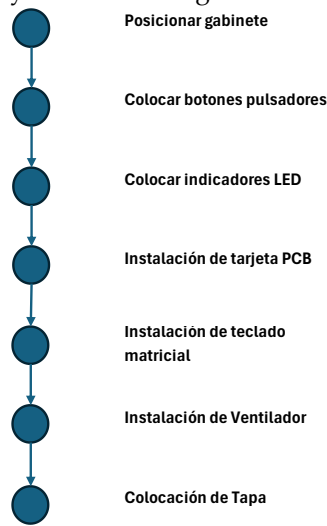 Posicionar gabinete
Colocar botones pulsadores
Colocar indicadores LED
Instalación de tarjeta PCB
Instalación de teclado
matricial
Instalación de Ventilador
Colocación de Tapa